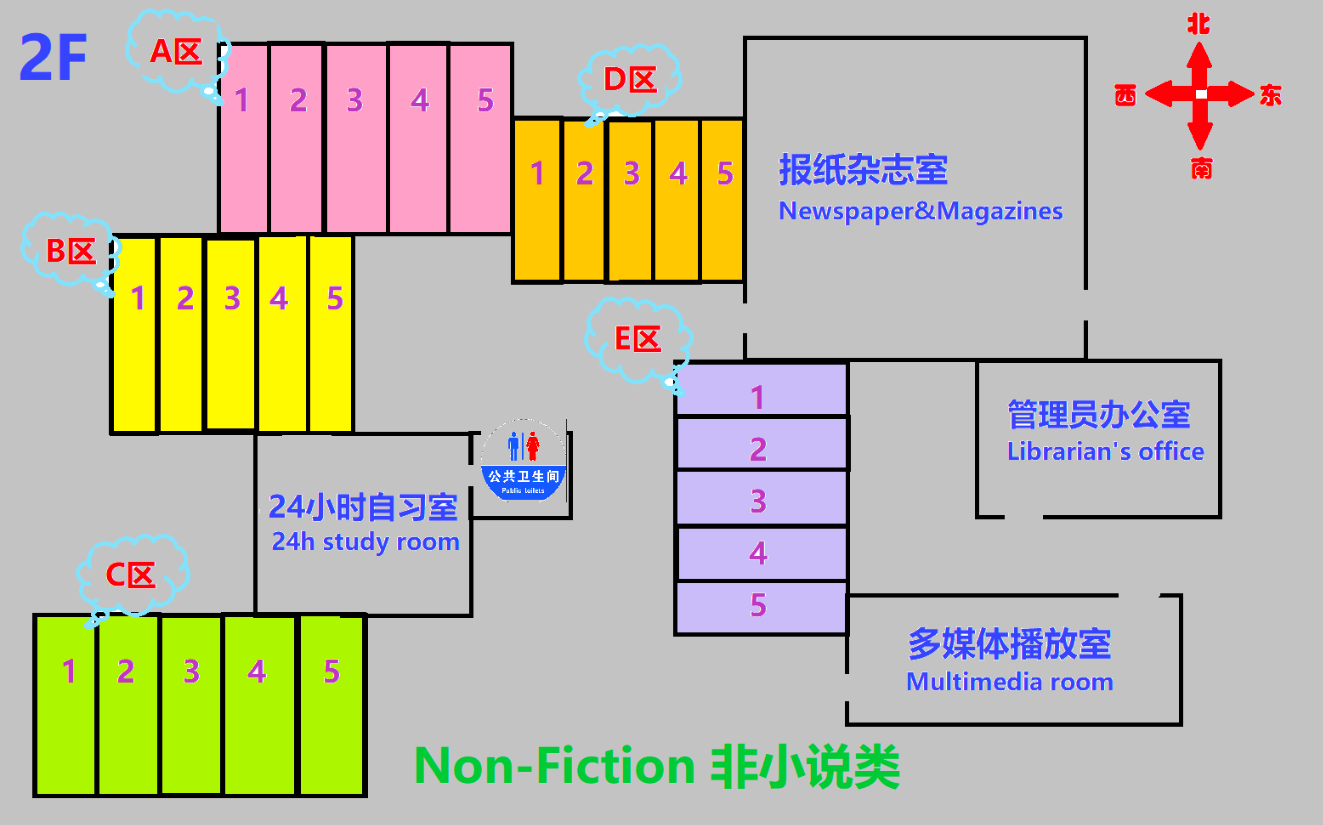 2F
A区
1 2 3 4 5
D区
1 2 3 4 5
报纸杂志室
Newspaper&Magazines
北
西 东
南
B区
1 2 3 4 5
E区
1
2
3
4
5
管理员办公室
Librarian's office
公共卫生间
Public toilets
24小时自习室
24h study room
C区
1 2 3 4 5
多媒体播放室
Multimedia room
Non-Fiction 非小说类